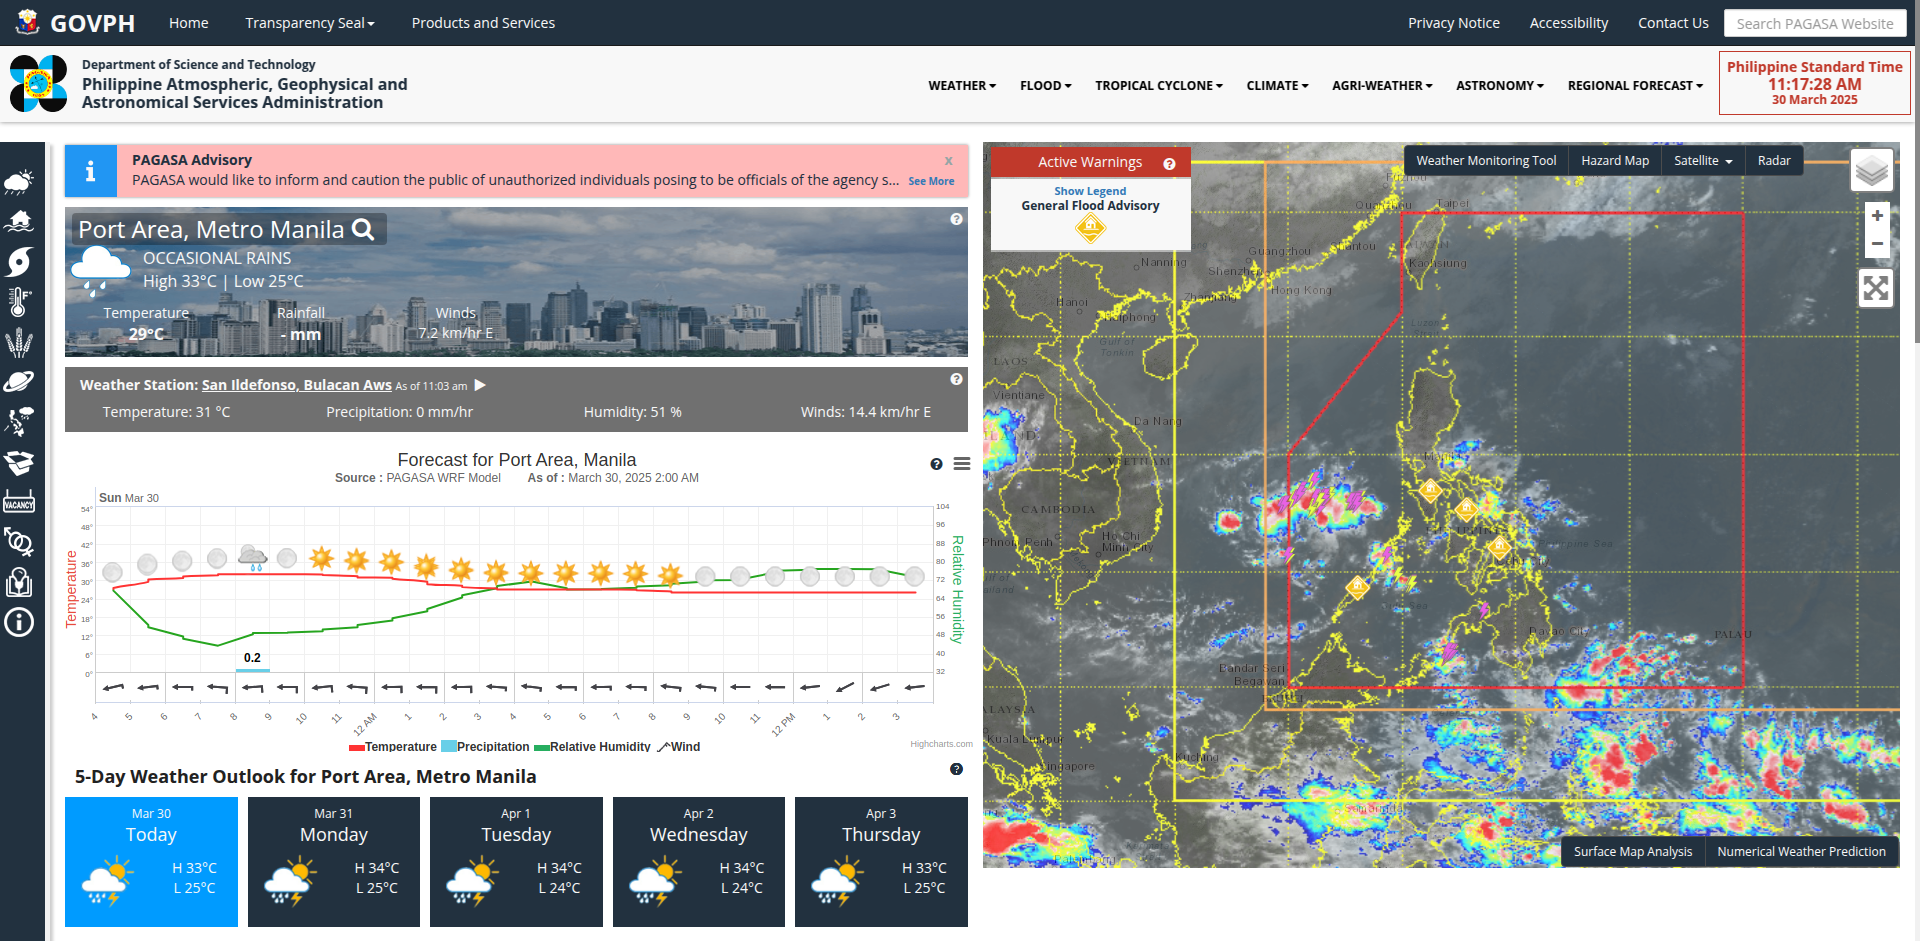 GOVPH
Home
Transparency Seal
Products and Services
Privacy Notice
Accessibility
Contact Us
Search PAGASA Website
Department of Science and Technology
Philippine Atmospheric, Geophysical and
Astronomical Services Administration
WEATHER
FLOOD
TROPICAL CYCLONE
CLIMATE
AGRI-WEATHER
ASTRONOMY
REGIONAL FORECAST
Philippine Standard Time
11:17:28 AM
30 March 2025
VACANCY
PAGASA Advisory
x
PAGASA would like to inform and caution the public of unauthorized individuals posing to be officials of the agency s...
See More
Port Area, Metro Manila
OCCASIONAL RAINS
High 33°C | Low 25°C
Temperature
Rainfall
Winds
29°C
- mm
7.2 km/hr E
Weather Station: San Ildefonso, Bulacan Aws As of 11:03 am
Temperature: 31 °C
Precipitation: 0 mm/hr
Humidity: 51 %
Winds: 14.4 km/hr E
Forecast for Port Area, Manila
Source : PAGASA WRF Model As of : March 30, 2025 2:00 AM
Sun Mar 30
54°
48°
42°
36°
30°
24°
18°
12°
6°
0°
Temperature
104
96
88
80
72
64
56
48
40
32
Relative Humidity
0.2
4 5 6 7 8 9 10 11 12 AM 1 2 3 4 5 6 7 8 9 10 11 12 PM 1 2 3
Temperature Precipitation Relative Humidity Wind
Highcharts.com
5-Day Weather Outlook for Port Area, Metro Manila
Mar 30
Today
H 33°C
L 25°C
Mar 31
Monday
H 34°C
L 25°C
Apr 1
Tuesday
H 34°C
L 24°C
Apr 2
Wednesday
H 34°C
L 24°C
Apr 3
Thursday
H 33°C
L 25°C
Active Warnings
Show Legend
General Flood Advisory
Weather Monitoring Tool
Hazard Map
Satellite
Radar
+
−
Taipei
Guangzhou
Shantou
Kaohsiung
Nanning
Shenzhen
Hong Kong
Zhanjiang
Hanoi
Haiphong
Gulf of
Tonkin
LAOS
Luzon
Vientiane
Da Nang
VIETNAM
Manila
CAMBODIA
Phnom Penh
Ho Chi
Minh City
Philippine Sea
Davao City
PALAU
Bandar Seri
Begawan
Kuala Lumpur
Kuching
Singapore
Samarinda
Surface Map Analysis
Numerical Weather Prediction